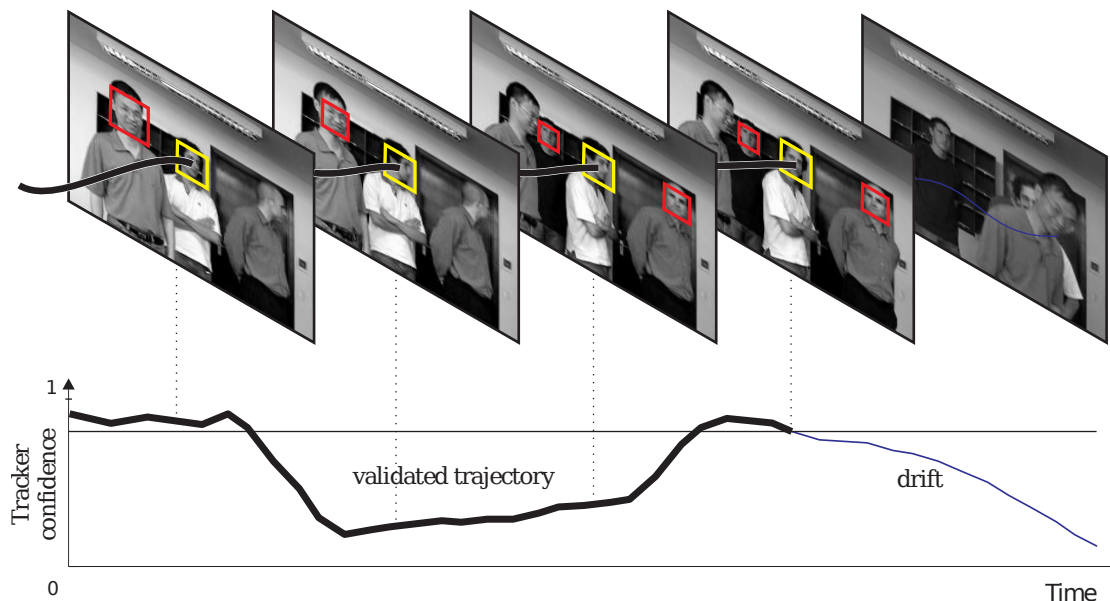 1
Tracker
confidence
validated trajectory
drift
0
Time